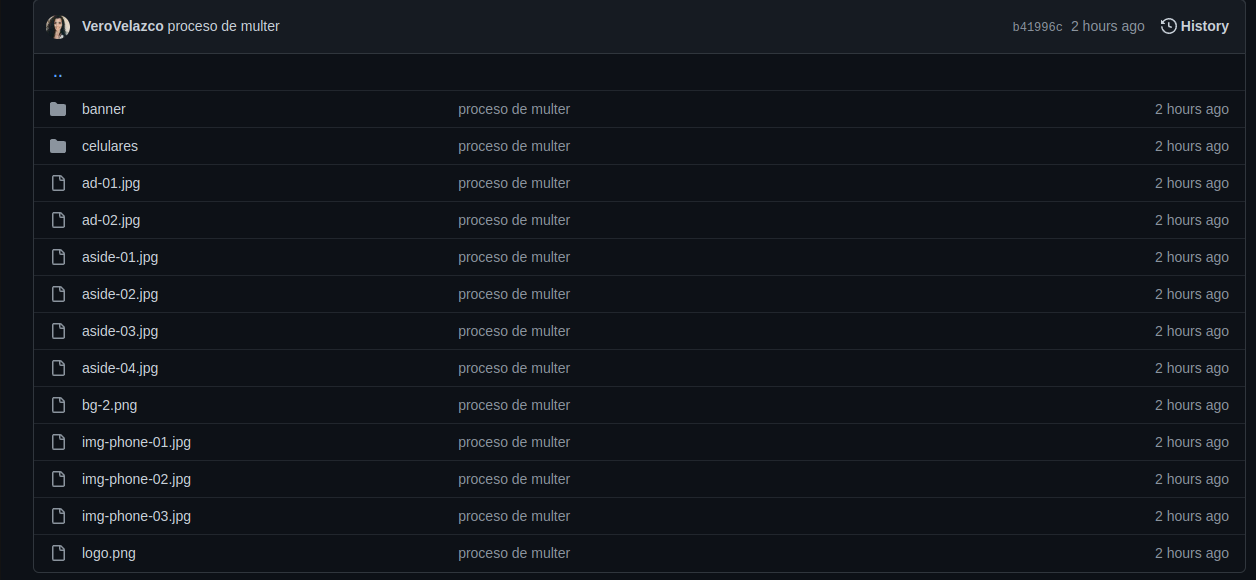 VeroVelazco proceso de multer b41996c 2 hours ago History
..
banner proceso de multer 2 hours ago
celulares proceso de multer 2 hours ago
ad-01.jpg proceso de multer 2 hours ago
ad-02.jpg proceso de multer 2 hours ago
aside-01.jpg proceso de multer 2 hours ago
aside-02.jpg proceso de multer 2 hours ago
aside-03.jpg proceso de multer 2 hours ago
aside-04.jpg proceso de multer 2 hours ago
bg-2.png proceso de multer 2 hours ago
img-phone-01.jpg proceso de multer 2 hours ago
img-phone-02.jpg proceso de multer 2 hours ago
img-phone-03.jpg proceso de multer 2 hours ago
logo.png proceso de multer 2 hours ago